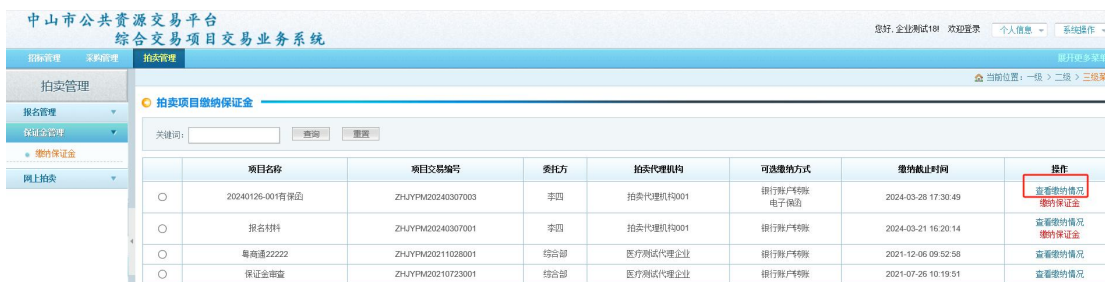 中山市公共资源交易平台
综合交易项目交易业务系统
您好, 企业测试18! 欢迎登录 个人信息 系统操作
招标管理 采购管理 拍卖管理 展开更多菜单
拍卖管理 当前位置：一级 > 二级 > 三级菜
报名管理
拍卖项目缴纳保证金
保证金管理
关键词： 查询 重置
缴纳保证金
网上拍卖
项目名称 项目交易编号 委托方 拍卖代理机构 可选缴纳方式 缴纳截止时间 操作
20240126-001有保函 ZHJYPM20240307003 李四 拍卖代理机构001 银行账户转账 电子保函 2024-03-28 17:30:49 查看缴纳情况 缴纳保证金
报名材料 ZHJYPM20240307001 李四 拍卖代理机构001 银行账户转账 2024-03-21 16:20:14 查看缴纳情况 缴纳保证金
粤商通22222 ZHJYPM20211028001 综合部 医疗测试代理企业 银行账户转账 2021-12-06 09:52:58 查看缴纳情况
保证金审查 ZHJYPM20210723001 综合部 医疗测试代理企业 银行账户转账 2021-07-26 10:19:51 查看缴纳情况